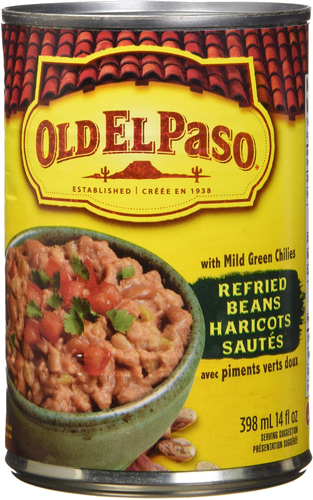 OLD EL PASO
ESTABLISHED | CRÉÉE EN 1938
with Mild Green Chilies
REFRIED
BEANS
HARICOTS
SAUTÉS
avec piments verts doux
398 mL 14 fl oz
SERVING SUGGESTION
PRÉSENTATION SUGGÉRÉE